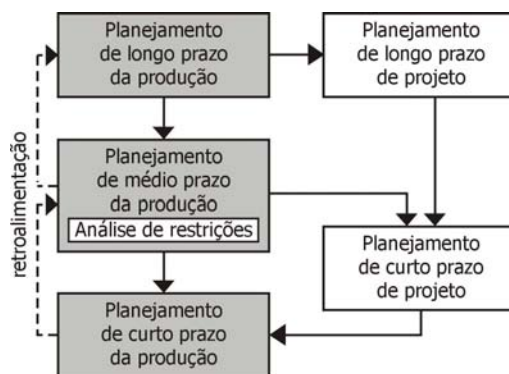 Planejamento
de longo prazo
da produção
Planejamento
de longo prazo
de projeto
retroalimentação
Planejamento
de médio prazo
da produção
Análise de restrições
Planejamento
de curto prazo
de projeto
Planejamento
de curto prazo
da produção